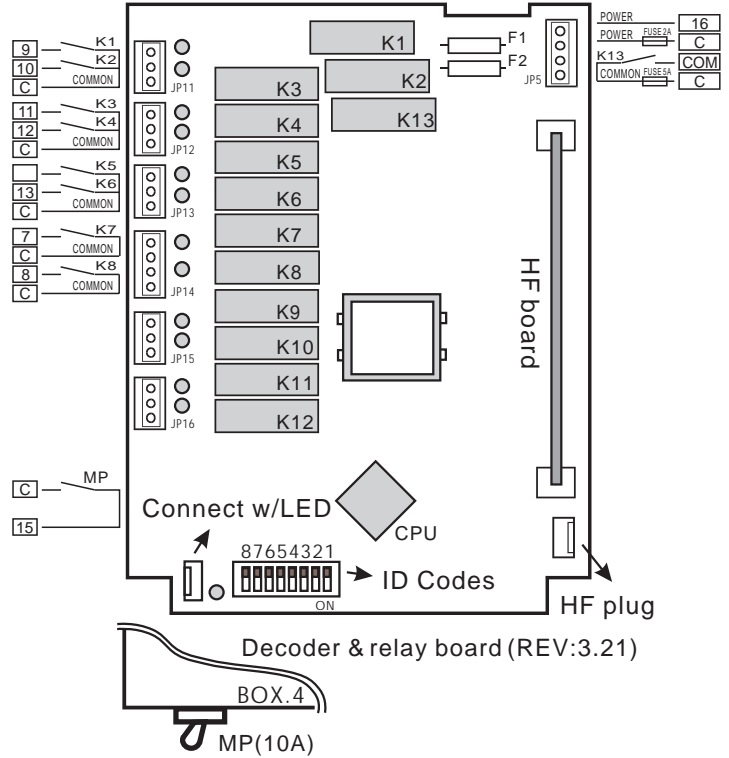 9 K1
10 K2
C COMMON
JP11
11 K3
12 K4
C COMMON
JP12
K5
13 K6
C COMMON
JP13
7 K7
C COMMON
8 K8
C COMMON
JP14
JP15
JP16
C MP
15
K1
K2
K13
K3
K4
K5
K6
K7
K8
K9
K10
K11
K12
F1
F2
JP5
POWER 16
POWER FUSE 2A C
K13 COM
COMMON FUSE 5A C
HF board
CPU
Connect w/LED
87654321
ON
ID Codes
HF plug
Decoder & relay board (REV:3.21)
BOX.4
MP(10A)